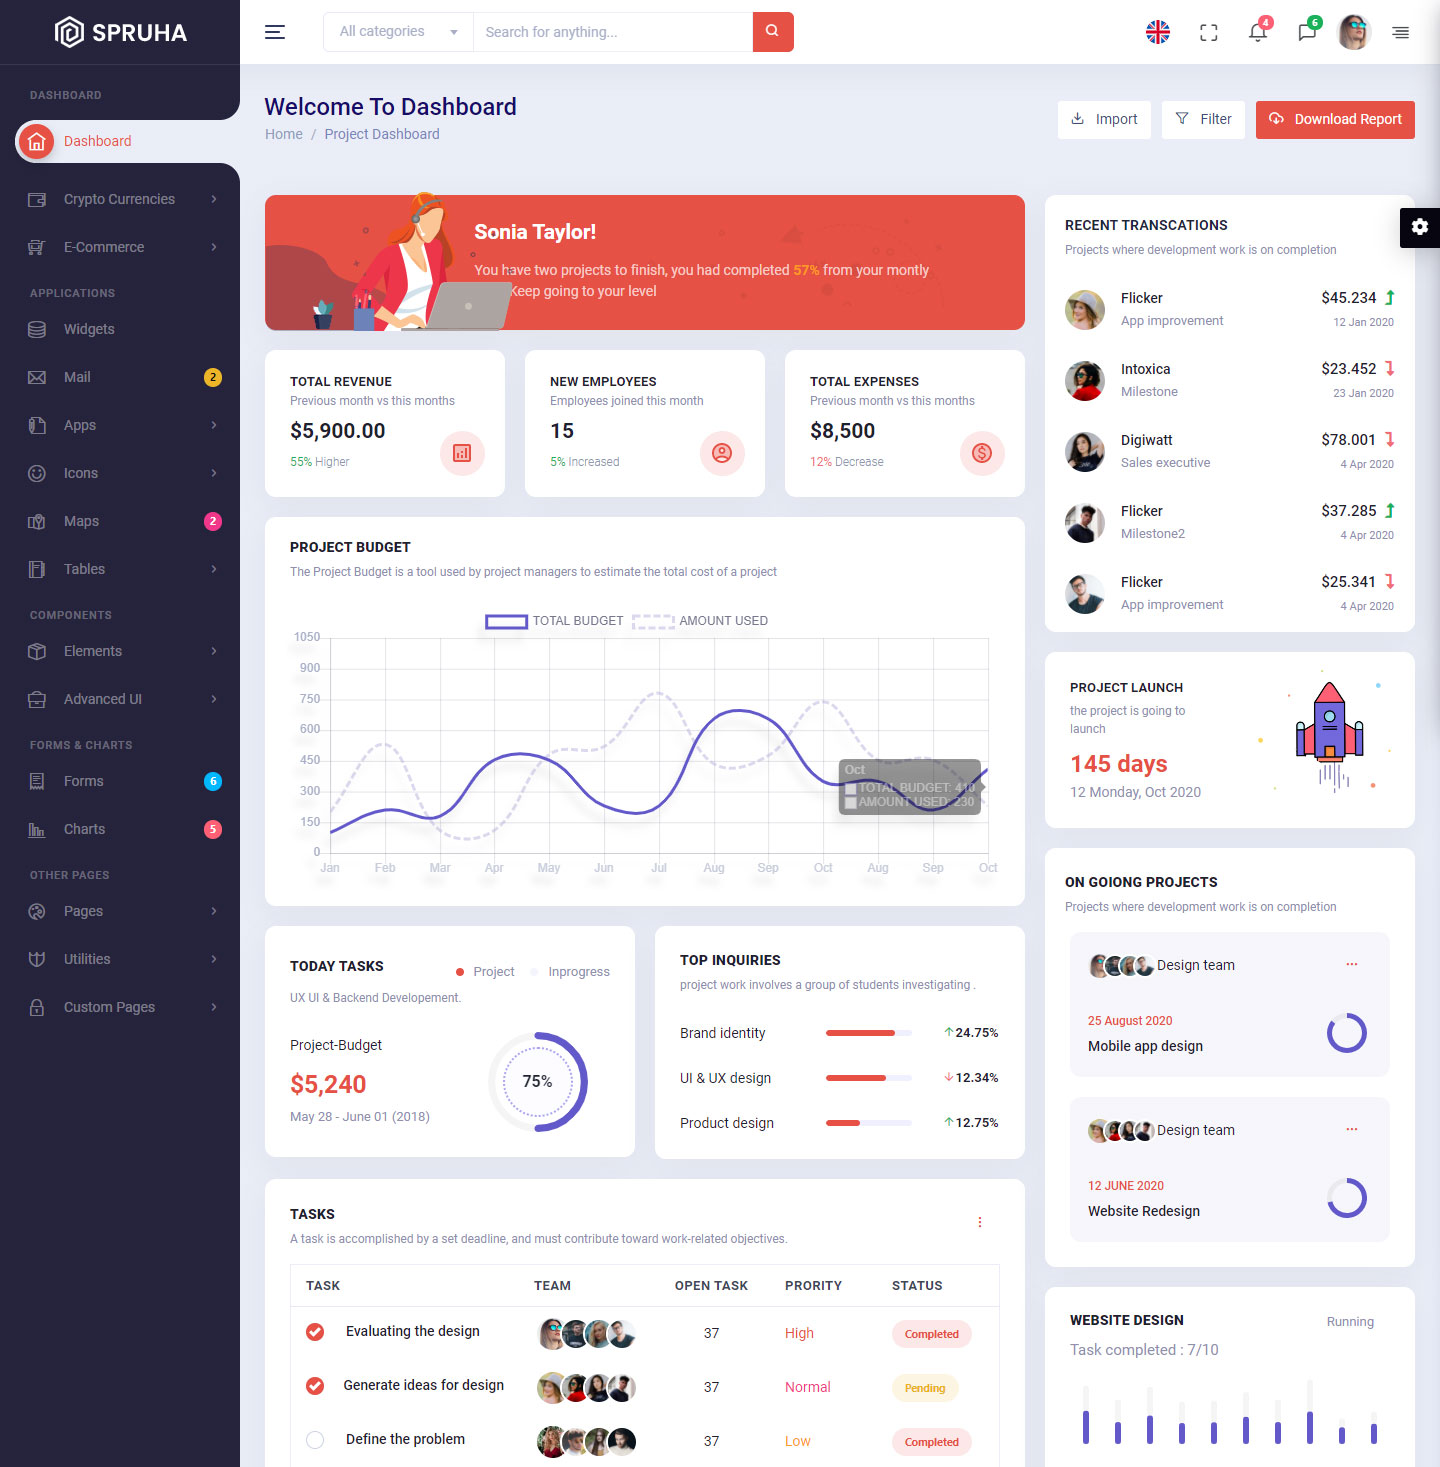 SPRUHA
All categories
Search for anything...
4
6
DASHBOARD
Dashboard
Crypto Currencies
E-Commerce
APPLICATIONS
Widgets
Mail
2
Apps
Icons
Maps
2
Tables
COMPONENTS
Elements
Advanced UI
FORMS & CHARTS
Forms
6
Charts
5
OTHER PAGES
Pages
Utilities
Custom Pages
Welcome To Dashboard
Home / Project Dashboard
Import
Filter
Download Report
Sonia Taylor!
You have two projects to finish, you had completed 57% from your montly
Keep going to your level
TOTAL REVENUE
Previous month vs this months
$5,900.00
55% Higher
NEW EMPLOYEES
Employees joined this month
15
5% Increased
TOTAL EXPENSES
Previous month vs this months
$8,500
12% Decrease
PROJECT BUDGET
The Project Budget is a tool used by project managers to estimate the total cost of a project
TOTAL BUDGET
AMOUNT USED
1050
900
750
600
450
300
150
0
Jan Feb Mar Apr May Jun Jul Aug Sep Oct Aug Sep Oct
Oct
TOTAL BUDGET: 410
AMOUNT USED: 230
TODAY TASKS
Project
Inprogress
UX UI & Backend Developement.
Project-Budget
$5,240
May 28 - June 01 (2018)
75%
TOP INQUIRIES
project work involves a group of students investigating .
Brand identity
24.75%
UI & UX design
12.34%
Product design
12.75%
TASKS
A task is accomplished by a set deadline, and must contribute toward work-related objectives.
TASK TEAM OPEN TASK PRORITY STATUS
Evaluating the design 37 High Completed
Generate ideas for design 37 Normal Pending
Define the problem 37 Low Completed
RECENT TRANSCATIONS
Projects where development work is on completion
Flicker $45.234
App improvement 12 Jan 2020
Intoxica $23.452
Milestone 23 Jan 2020
Digiwatt $78.001
Sales executive 4 Apr 2020
Flicker $37.285
Milestone2 4 Apr 2020
Flicker $25.341
App improvement 4 Apr 2020
PROJECT LAUNCH
the project is going to
launch
145 days
12 Monday, Oct 2020
ON GOIONG PROJECTS
Projects where development work is on completion
Design team
25 August 2020
Mobile app design
Design team
12 JUNE 2020
Website Redesign
WEBSITE DESIGN
Running
Task completed : 7/10